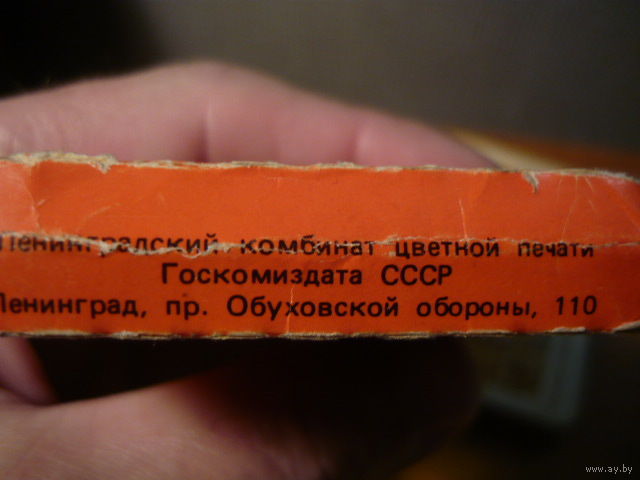 Ленинградский комбинат цветной печати
Госкомиздата СССР
Ленинград, пр. Обуховской обороны, 110
www.ay.by